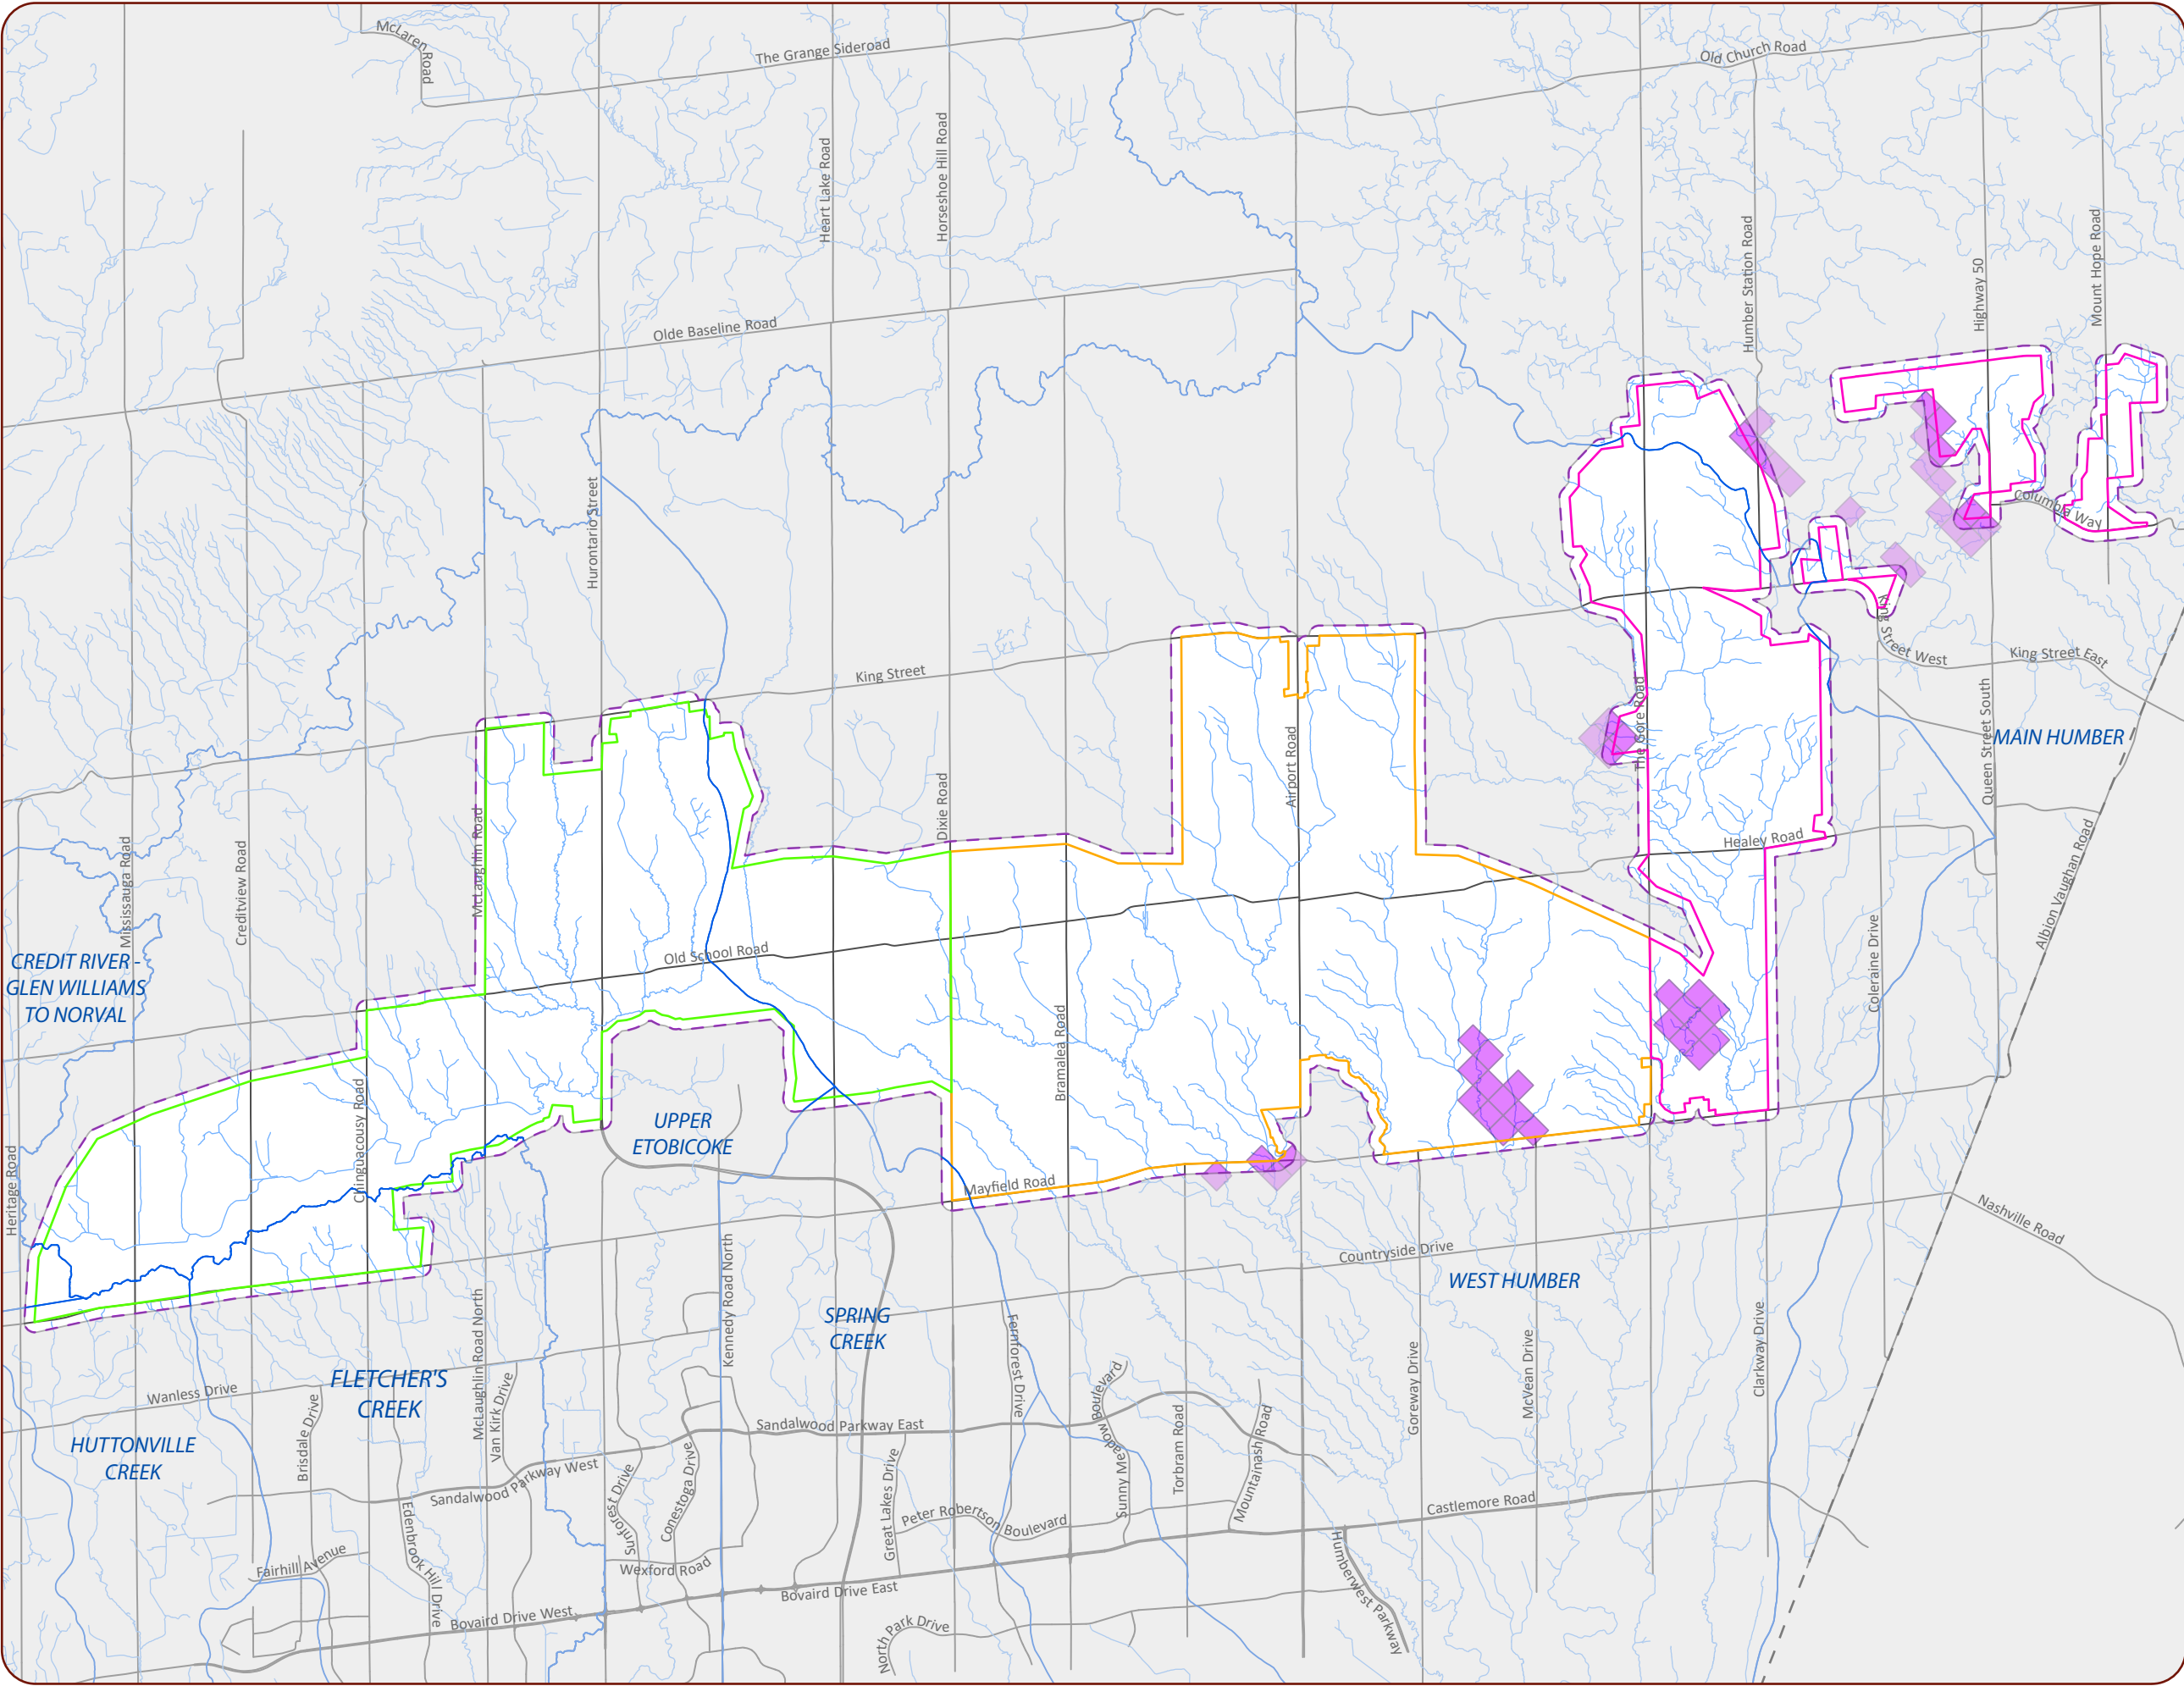 McLaren
Road
The Grange Sideroad
Old Church Road
Heart Lake Road
Horseshoe Hill Road
Humber Station Road
Highway 50
Mount Hope Road
Olde Baseline Road
Hurontario Street
Columbia Way
King Street West
King Street East
King Street
The Gore Road
Queen Street South
MAIN HUMBER
Airport Road
Dixie Road
McLaughlin Road
Mississauga Road
Creditview Road
Healey Road
Albion Vaughan Road
Coleraine Drive
CREDIT RIVER -
GLEN WILLIAMS
TO NORVAL
Old School Road
Bramalea Road
Chinguacousy Road
UPPER
ETOBICOKE
Heritage Road
Mayfield Road
Nashville Road
Countryside Drive
WEST HUMBER
Kennedy Road North
SPRING
CREEK
McLaughlin Road North
Fernforest Drive
Goreway Drive
McVean Drive
Clarkway Drive
FLETCHER'S
CREEK
Wanless Drive
Van Kirk Drive
Brisdale Drive
HUTTONVILLE
CREEK
Sandalwood Parkway East
Sunny Meadow Boulevard
Torbram Road
Mountainash Road
Sandalwood Parkway West
Sunforest Drive
Conestoga Drive
Great Lakes Drive
Peter Robertson Boulevard
Castlemore Road
Edenbrook Hill Drive
Fairhill Avenue
Wexford Road
Humberwest Parkway
Bovaird Drive East
Bovaird Drive West
North Park Drive